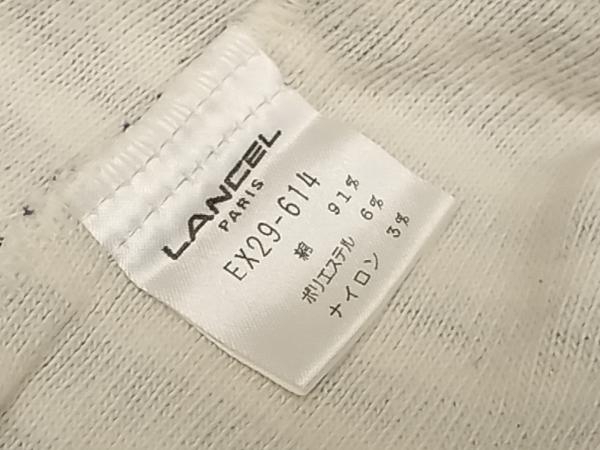 LANCEL
PARIS
EX29-614
綿 91%
ポリエステル 6%
ナイロン 3%